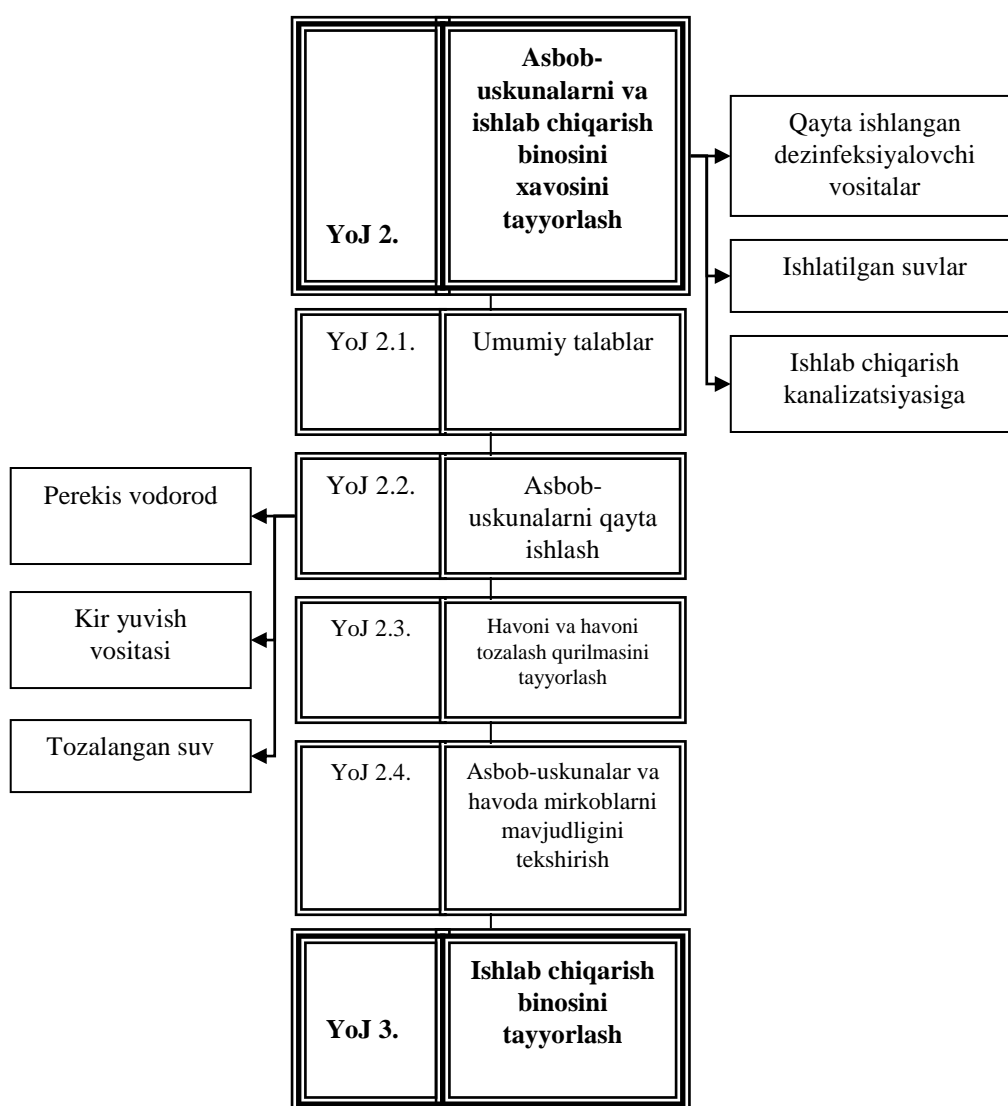 Asbob-
uskunalarni va
ishlab chiqarish
binosini
xavosini
tayyorlash
YoJ 2.
Qayta ishlangan
dezinfeksiyalovchi
vositalar
Ishlatilgan suvlar
Ishlab chiqarish
kanalizatsiyasiga
YoJ 2.1.
Umumiy talablar
YoJ 2.2.
Asbob-
uskunalarni qayta
ishlash
Perekis vodorod
Kir yuvish
vositasi
Tozalangan suv
YoJ 2.3.
Havoni va havoni
tozalash qurilmasini
tayyorlash
YoJ 2.4.
Asbob-uskunalar va
havoda mirkoblarni
mavjudligini
tekshirish
YoJ 3.
Ishlab chiqarish
binosini
tayyorlash